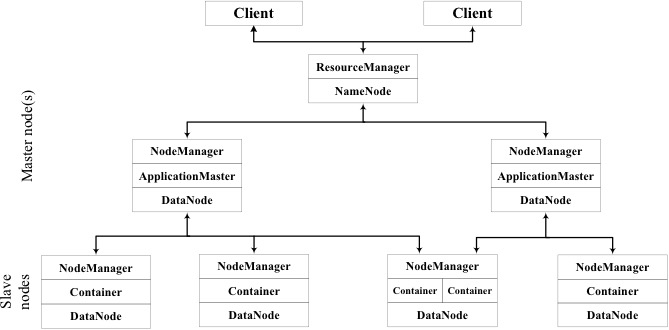 Client
Client
ResourceManager
NameNode
Master node(s)
NodeManager
ApplicationMaster
DataNode
NodeManager
ApplicationMaster
DataNode
Slave
nodes
NodeManager
Container
DataNode
NodeManager
Container
DataNode
NodeManager
Container Container
DataNode
NodeManager
Container
DataNode